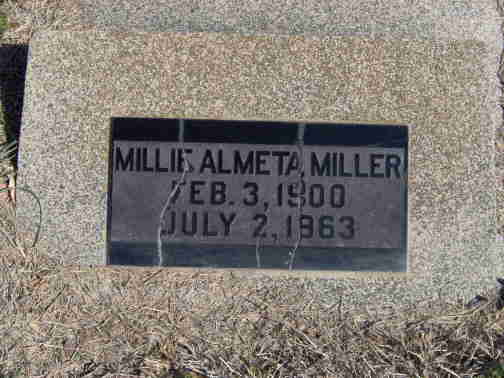 MILLIE ALMETA MILLER
FEB. 3, 1900
JULY 2, 1963